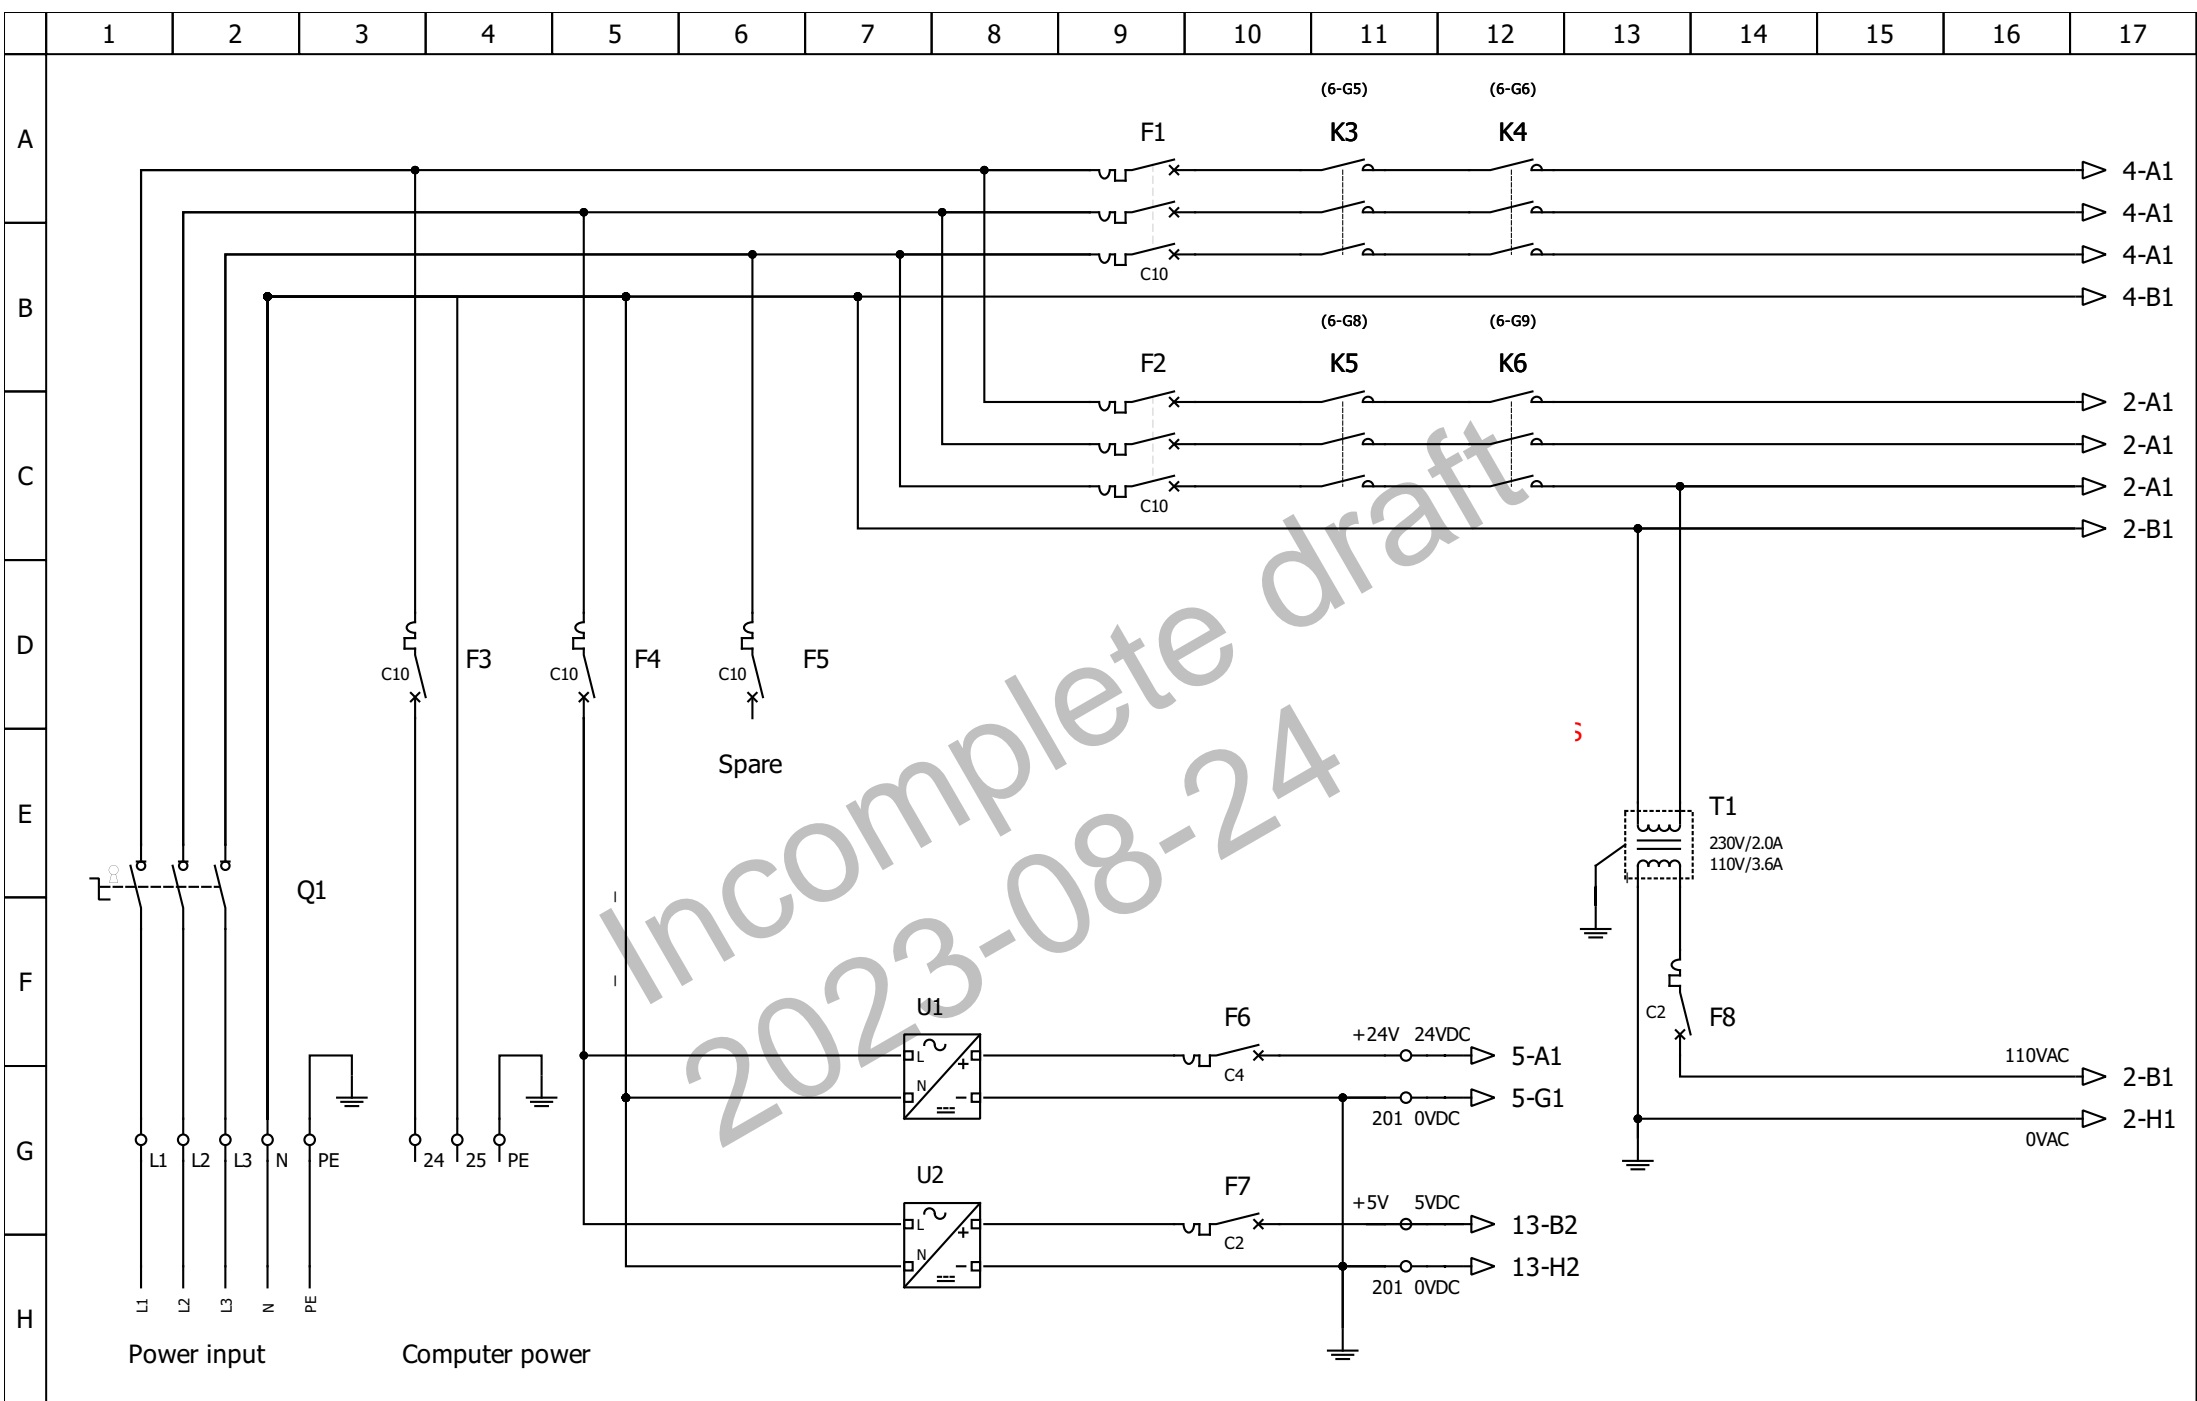 1 2 3 4 5 6 7 8 9 10 11 12 13 14 15 16 17
A
B
C
D
E
F
G
H
(6-G5) (6-G6)
F1 K3 K4
4-A1
4-A1
4-A1
C10
4-B1
(6-G8) (6-G9)
F2 K5 K6
2-A1
2-A1
2-A1
C10
2-B1
C10 F3 C10 F4 C10 F5
Spare
T1
230V/2.0A
110V/3.6A
Q1
Incomplete draft
2023-08-24
U1 F6 C2 F8
+24V 24VDC
L N + −
C4
5-A1
110VAC
2-B1
5-G1
201 0VDC
2-H1
0VAC
L1 L2 L3 N PE 24 25 PE
U2 F7
+5V 5VDC
L N + −
C2
13-B2
13-H2
201 0VDC
L1 L2 L3 N PE
Power input Computer power